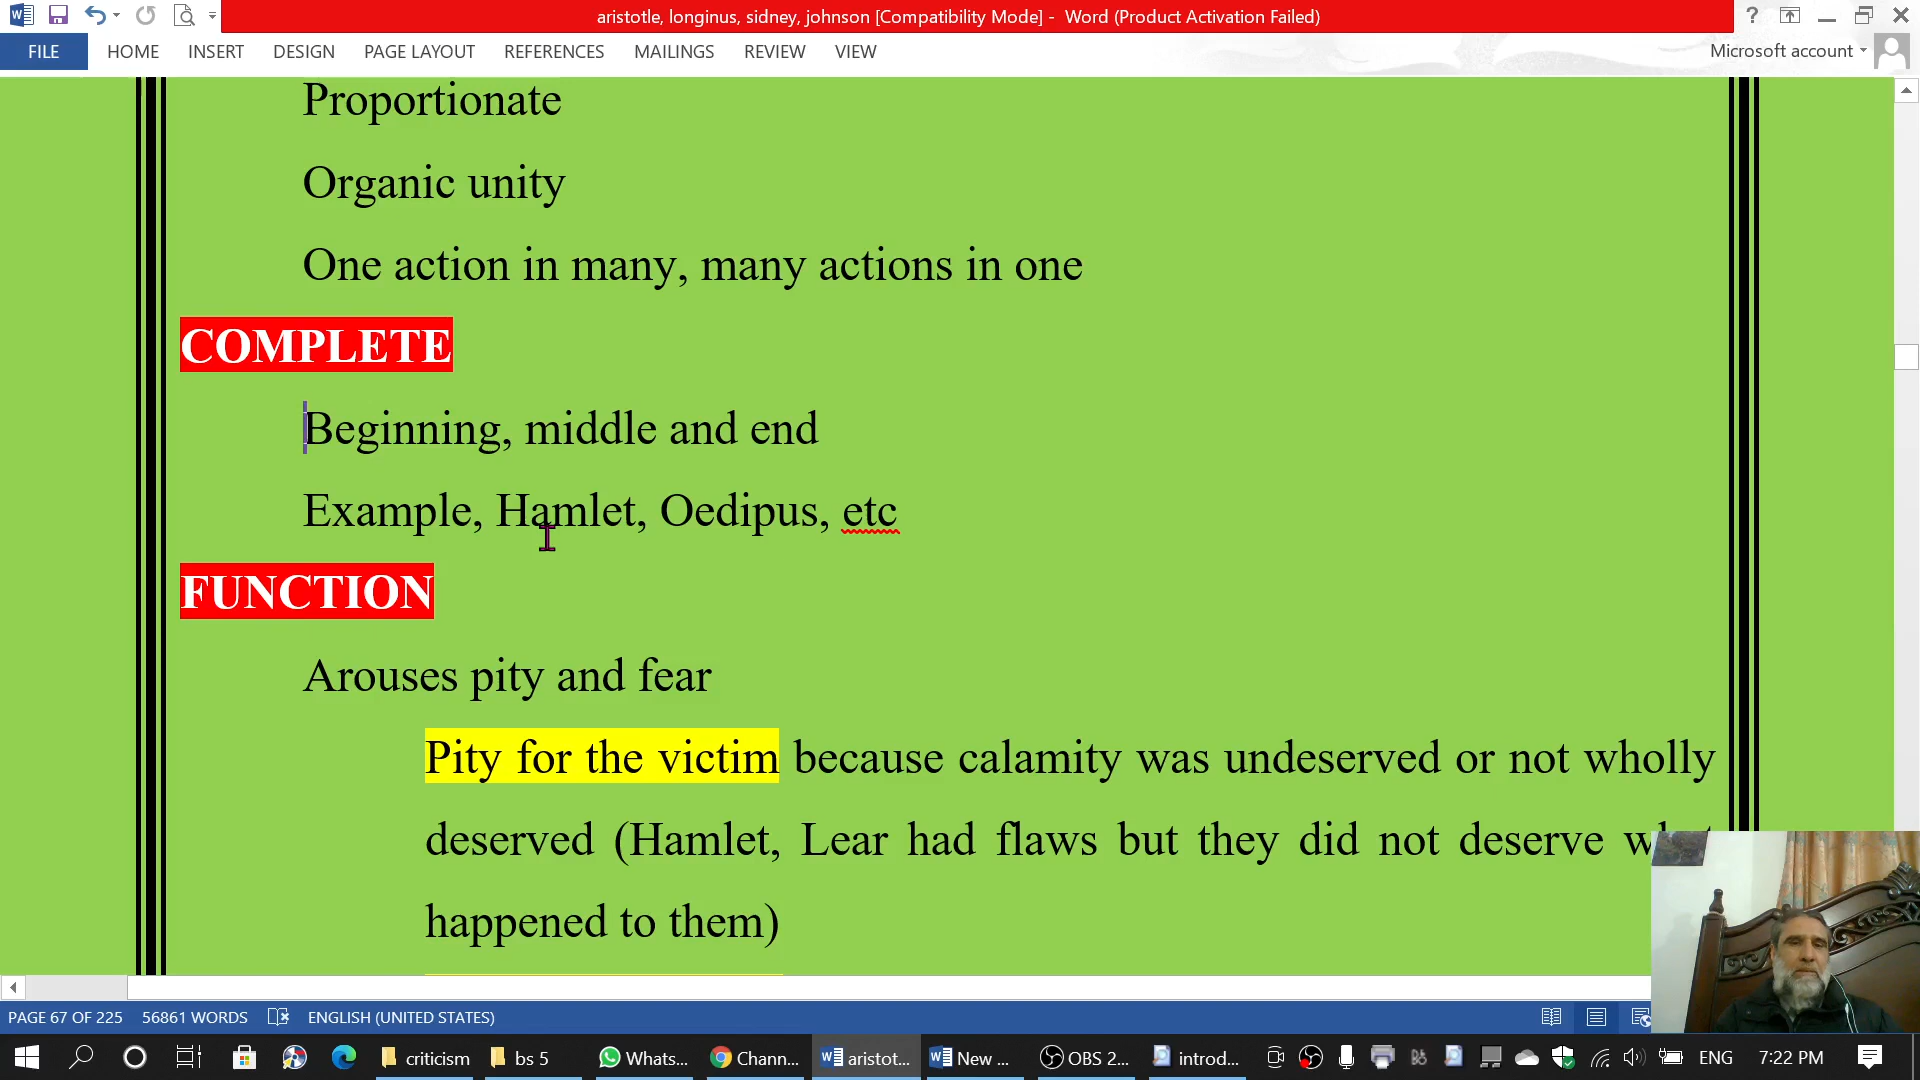 aristotle, longinus, sidney, johnson [Compatibility Mode] - Word (Product Activation Failed)
FILE HOME INSERT DESIGN PAGE LAYOUT REFERENCES MAILINGS REVIEW VIEW Microsoft account
Proportionate
Organic unity
One action in many, many actions in one
COMPLETE
Beginning, middle and end
Example, Hamlet, Oedipus, etc
FUNCTION
Arouses pity and fear
Pity for the victim because calamity was undeserved or not wholly
deserved (Hamlet, Lear had flaws but they did not deserve
happened to them)
PAGE 67 OF 225 56861 WORDS ENGLISH (UNITED STATES)
criticism bs 5 Whats... Chann... aristot... New ... OBS 2... introd... ENG 7:22 PM